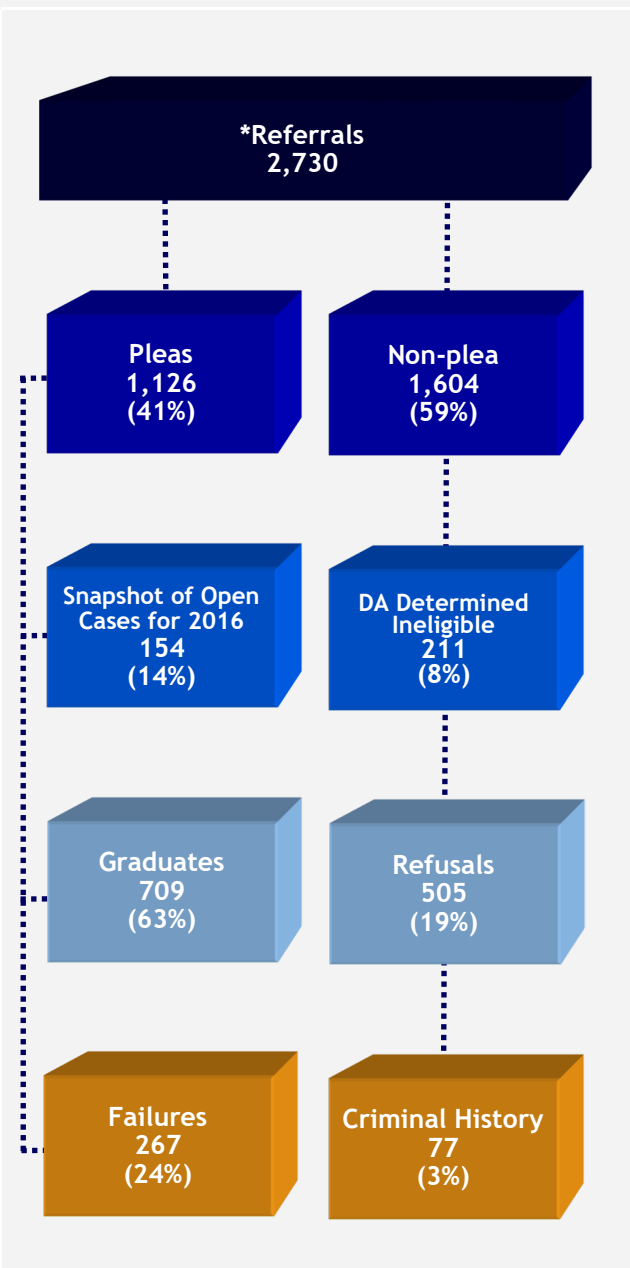 *Referrals
2,730
Pleas
1,126
(41%)
Non-plea
1,604
(59%)
Snapshot of Open
Cases for 2016
154
(14%)
DA Determined
Ineligible
211
(8%)
Graduates
709
(63%)
Refusals
505
(19%)
Failures
267
(24%)
Criminal History
77
(3%)